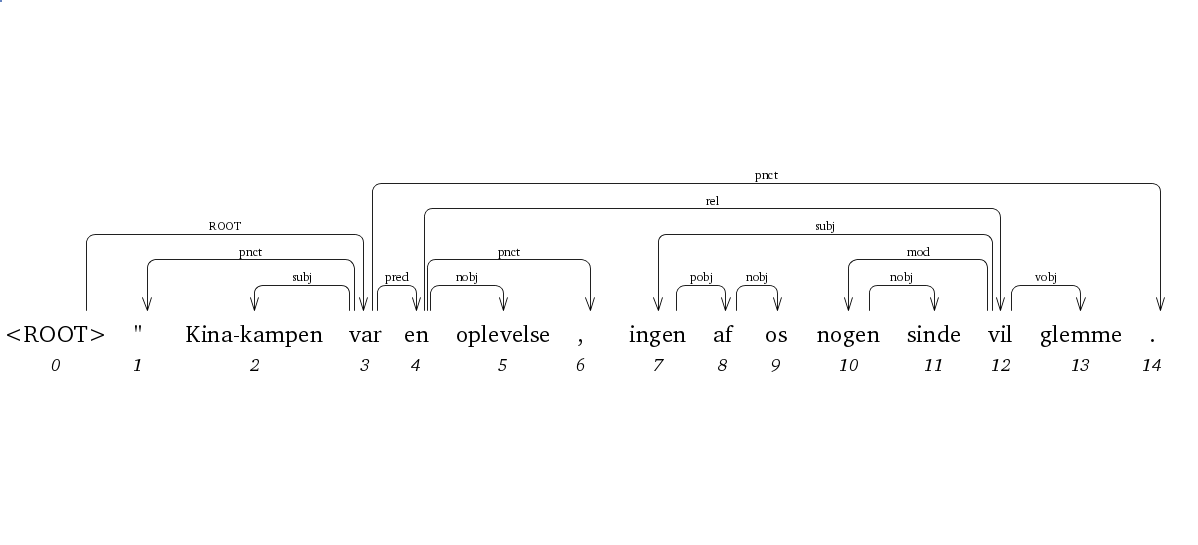 pnct
rel
ROOT subj
pnct pnct mod
subj pred nobj pobj nobj nobj vobj
<ROOT> " Kina-kampen var en oplevelse , ingen af os nogen sinde vil glemme .
0 1 2 3 4 5 6 7 8 9 10 11 12 13 14